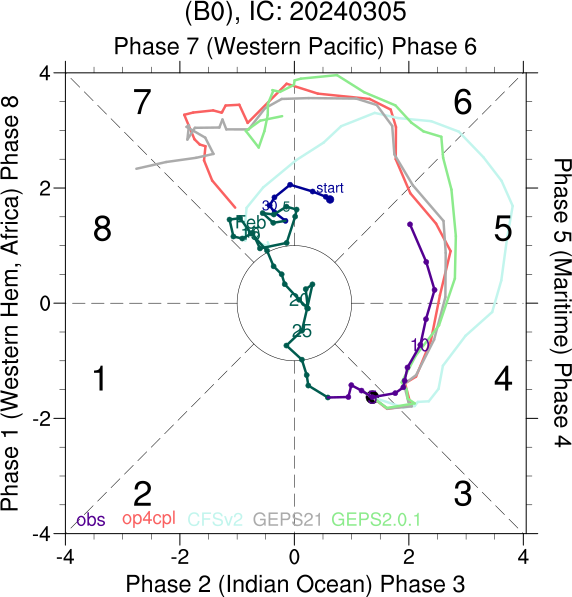 (B0), IC: 20240305
Phase 7 (Western Pacific) Phase 6
Phase 1 (Western Hem, Africa) Phase 8
Phase 5 (Maritime) Phase 4
4
2
0
-2
-4
7
6
8
5
1
4
2
3
start
30
5
Feb
20
25
10
obs
op4cpl
CFSv2
GEPS21
GEPS2.0.1
-4
-2
0
2
4
Phase 2 (Indian Ocean) Phase 3